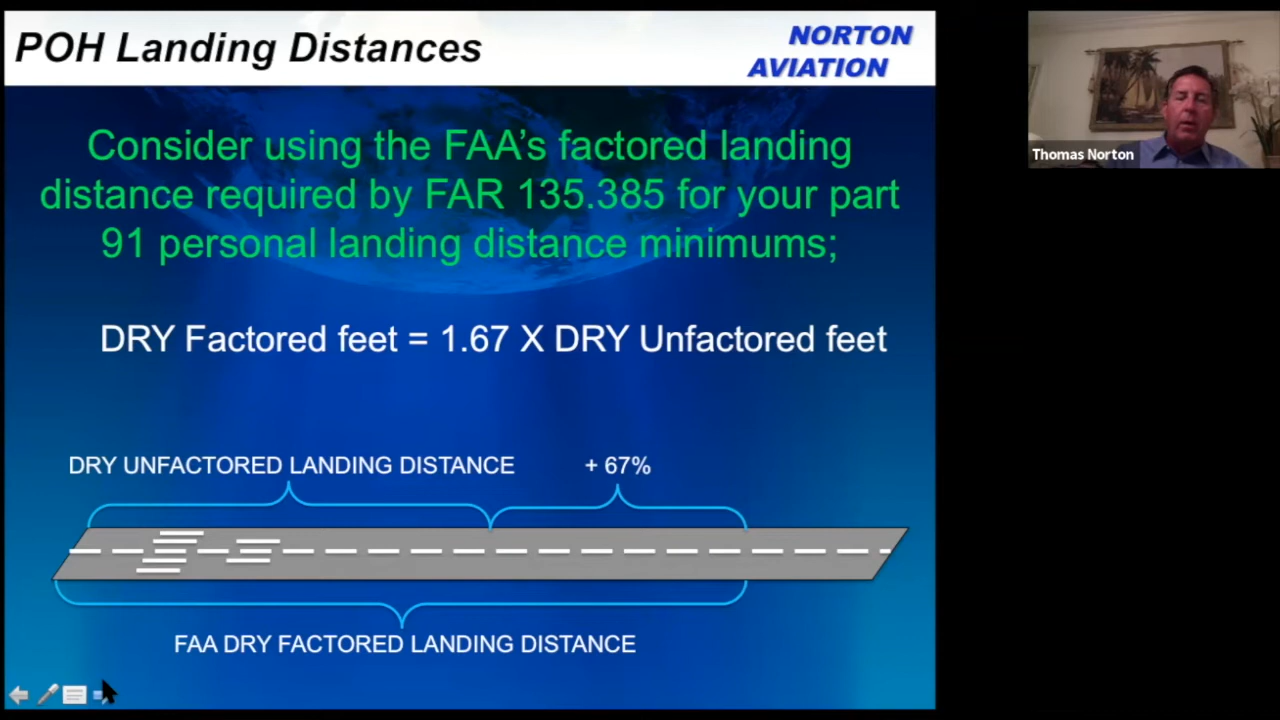 POH Landing Distances
NORTON
AVIATION
Consider using the FAA's factored landing
distance required by FAR 135.385 for your part
91 personal landing distance minimums;
DRY Factored feet = 1.67 X DRY Unfactored feet
DRY UNFACTORED LANDING DISTANCE
+ 67%
FAA DRY FACTORED LANDING DISTANCE
Thomas Norton